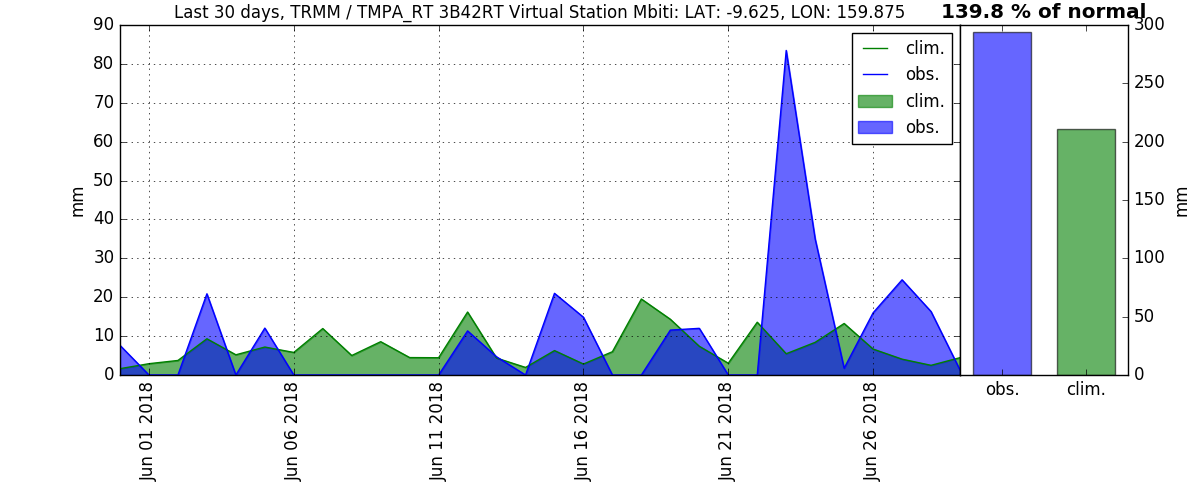 Last 30 days, TRMM / TMPA_RT 3B42RT Virtual Station Mbiti: LAT: -9.625, LON: 159.875
139.8 % of normal
90
80
70
60
50
40
30
20
10
0
mm
clim.
obs.
clim.
obs.
300
250
200
150
100
50
0
mm
Jun 01 2018
Jun 06 2018
Jun 11 2018
Jun 16 2018
Jun 21 2018
Jun 26 2018
obs.
clim.